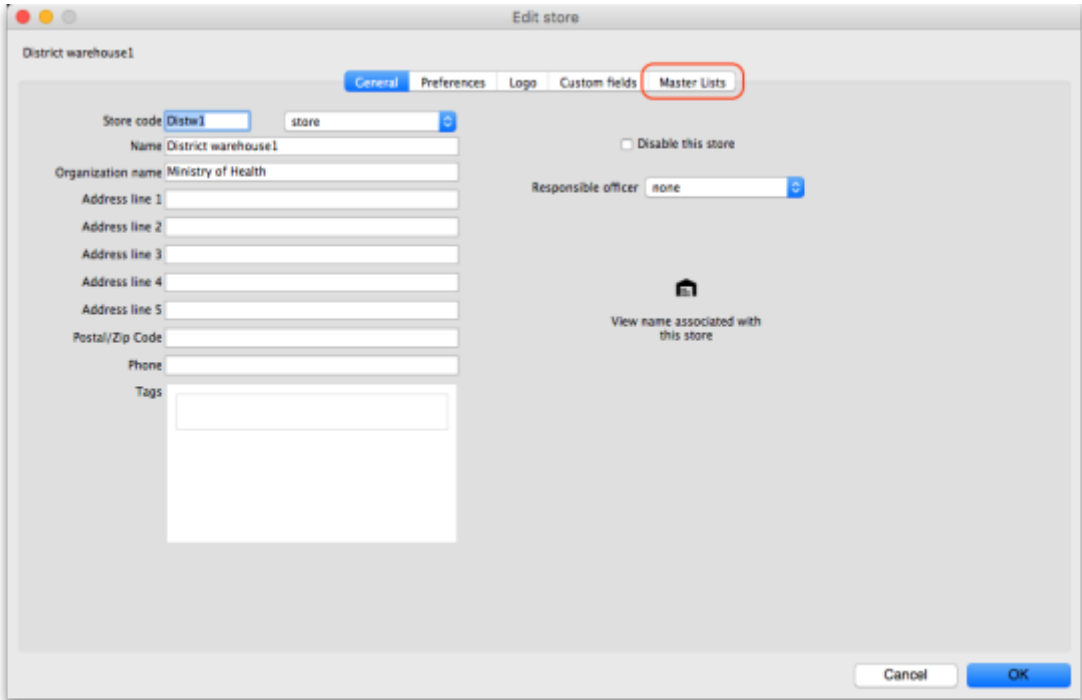 Edit store
District warehouse1
General Preferences Logo Custom fields Master Lists
Store code Distw1 store
Name District warehouse1
Disable this store
Organization name Ministry of Health
Responsible officer none
Address line 1
Address line 2
Address line 3
Address line 4
Address line 5
Postal/Zip Code
Phone
Tags
View name associated with
this store
Cancel OK